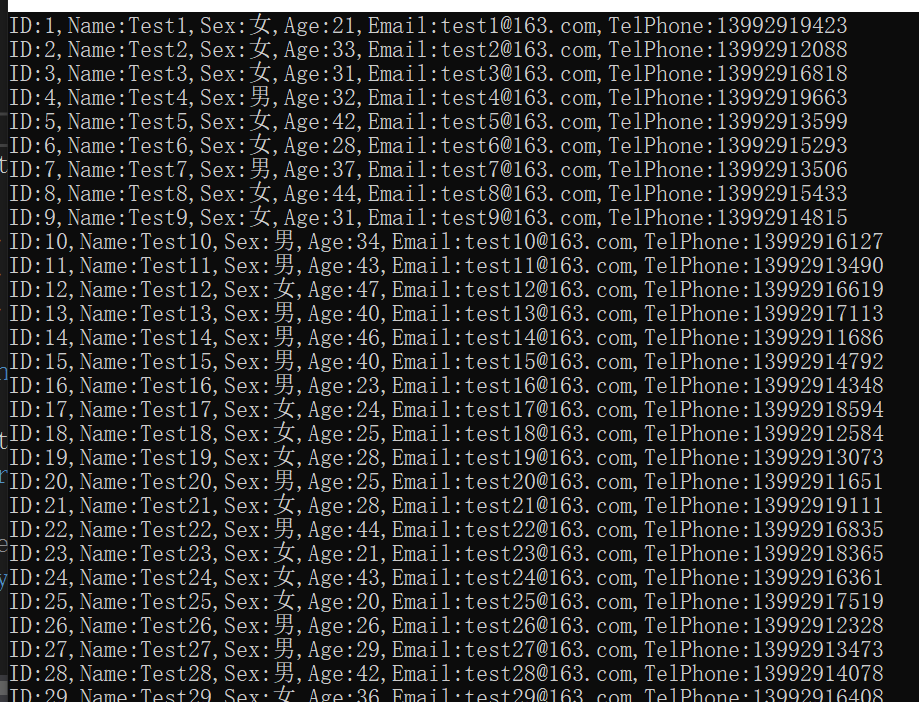 ID:1,Name:Test1,Sex:女,Age:21,Email:test1@163.com,TelPhone:13992919423
ID:2,Name:Test2,Sex:女,Age:33,Email:test2@163.com,TelPhone:13992912088
ID:3,Name:Test3,Sex:女,Age:31,Email:test3@163.com,TelPhone:13992916818
ID:4,Name:Test4,Sex:男,Age:32,Email:test4@163.com,TelPhone:13992919663
ID:5,Name:Test5,Sex:女,Age:42,Email:test5@163.com,TelPhone:13992913599
ID:6,Name:Test6,Sex:女,Age:28,Email:test6@163.com,TelPhone:13992915293
ID:7,Name:Test7,Sex:男,Age:37,Email:test7@163.com,TelPhone:13992913506
ID:8,Name:Test8,Sex:女,Age:44,Email:test8@163.com,TelPhone:13992915433
ID:9,Name:Test9,Sex:女,Age:31,Email:test9@163.com,TelPhone:13992914815
ID:10,Name:Test10,Sex:男,Age:34,Email:test10@163.com,TelPhone:13992916127
ID:11,Name:Test11,Sex:男,Age:43,Email:test11@163.com,TelPhone:13992913490
ID:12,Name:Test12,Sex:女,Age:47,Email:test12@163.com,TelPhone:13992916619
ID:13,Name:Test13,Sex:男,Age:40,Email:test13@163.com,TelPhone:13992917113
ID:14,Name:Test14,Sex:男,Age:46,Email:test14@163.com,TelPhone:13992911686
ID:15,Name:Test15,Sex:男,Age:40,Email:test15@163.com,TelPhone:13992914792
ID:16,Name:Test16,Sex:男,Age:23,Email:test16@163.com,TelPhone:13992914348
ID:17,Name:Test17,Sex:女,Age:24,Email:test17@163.com,TelPhone:13992918594
ID:18,Name:Test18,Sex:女,Age:25,Email:test18@163.com,TelPhone:13992912584
ID:19,Name:Test19,Sex:女,Age:28,Email:test19@163.com,TelPhone:13992913073
ID:20,Name:Test20,Sex:男,Age:25,Email:test20@163.com,TelPhone:13992911651
ID:21,Name:Test21,Sex:女,Age:28,Email:test21@163.com,TelPhone:13992919111
ID:22,Name:Test22,Sex:男,Age:44,Email:test22@163.com,TelPhone:13992916835
ID:23,Name:Test23,Sex:女,Age:21,Email:test23@163.com,TelPhone:13992918365
ID:24,Name:Test24,Sex:女,Age:43,Email:test24@163.com,TelPhone:13992916361
ID:25,Name:Test25,Sex:女,Age:20,Email:test25@163.com,TelPhone:13992917519
ID:26,Name:Test26,Sex:男,Age:26,Email:test26@163.com,TelPhone:13992912328
ID:27,Name:Test27,Sex:男,Age:29,Email:test27@163.com,TelPhone:13992913473
ID:28,Name:Test28,Sex:男,Age:42,Email:test28@163.com,TelPhone:13992914078
ID:29,Name:Test29,Sex:女,Age:36,Email:test29@163.com,TelPhone:13992916408